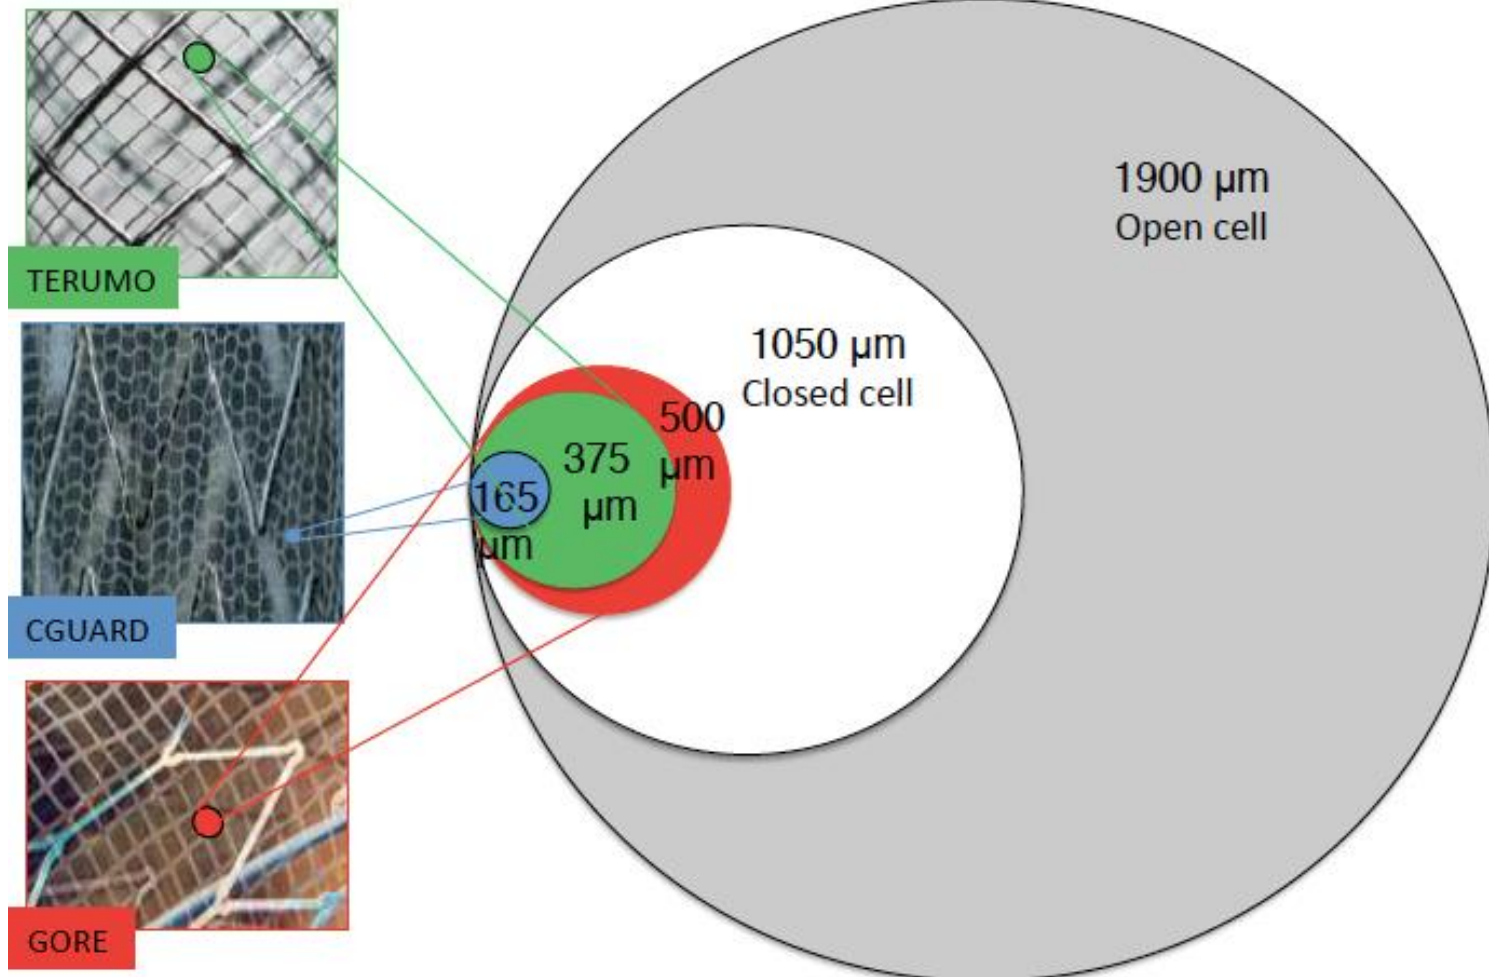 TERUMO
CGUARD
GORE
1900 µm
Open cell
1050 µm
Closed cell
500
µm
375
µm
165
µm